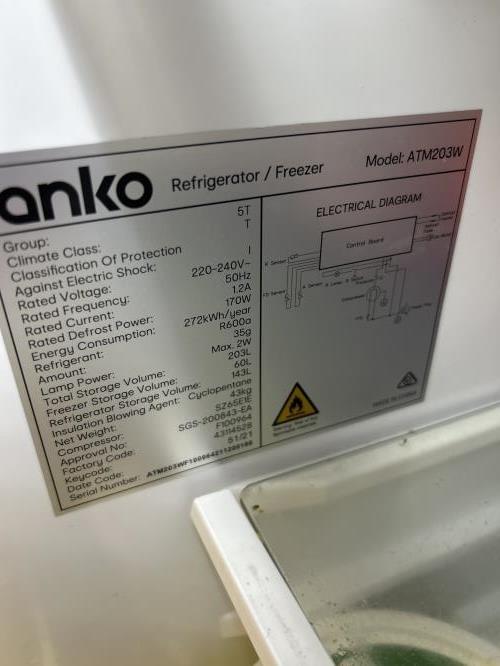 anko Refrigerator / Freezer Model: ATM203W
Group: 5T
Climate Class: T
Classification Of Protection
Against Electric Shock: I
Rated Voltage: 220-240V~
Rated Frequency: 50Hz
Rated Current: 1.2A
Rated Defrost Power: 170W
Energy Consumption: 272kWh/year
Refrigerant: R600a
Amount: 35g
Lamp Power: Max. 2W
Total Storage Volume: 203L
Freezer Storage Volume: 60L
Refrigerator Storage Volume: 143L
Insulation Blowing Agent: Cyclopentane
Net Weight: 43kg
Compressor: SZ65E1E
Approval No: SGS-200843-EA
Factory Code: F100964
Keycode: 43114528
Date Code: 51/21
Serial Number:
ELECTRICAL DIAGRAM
Control Board
MADE IN CHINA